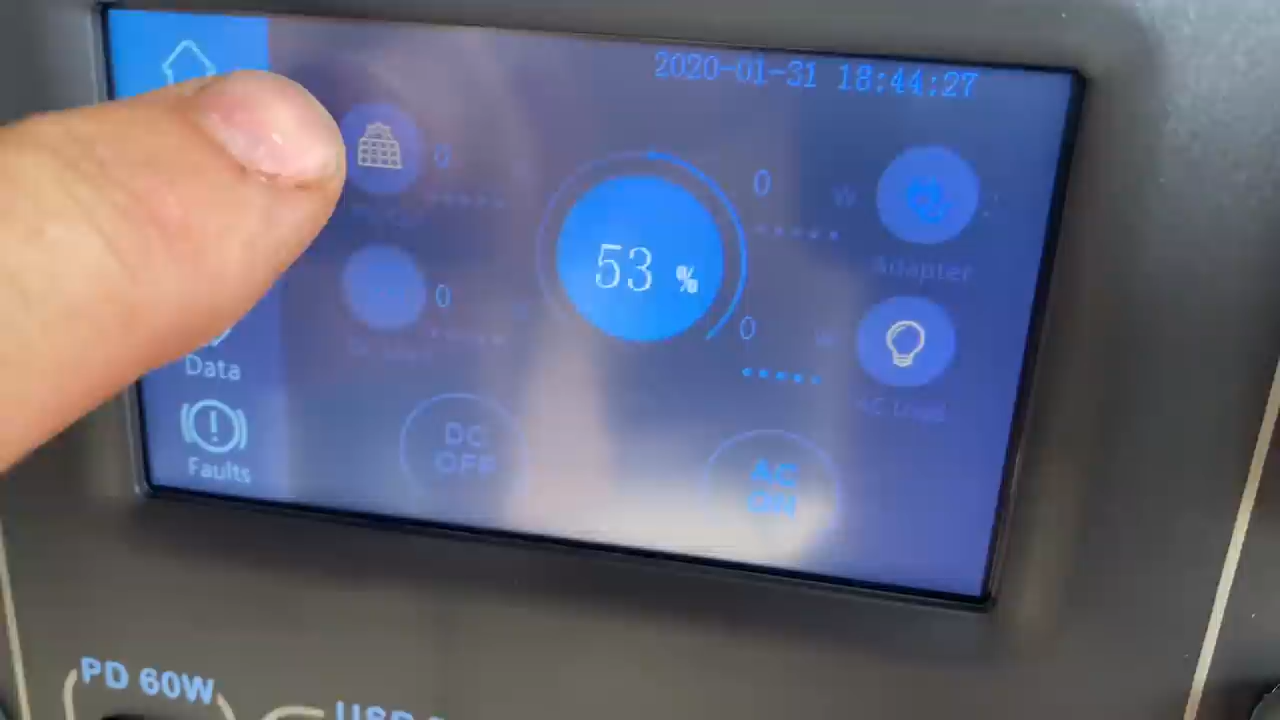 2020-01-31 18:44:27
0
0 W
53 %
Adapter
0
0 W
Data
AC Load
DC
OFF
AC
ON
Faults
PD 60W